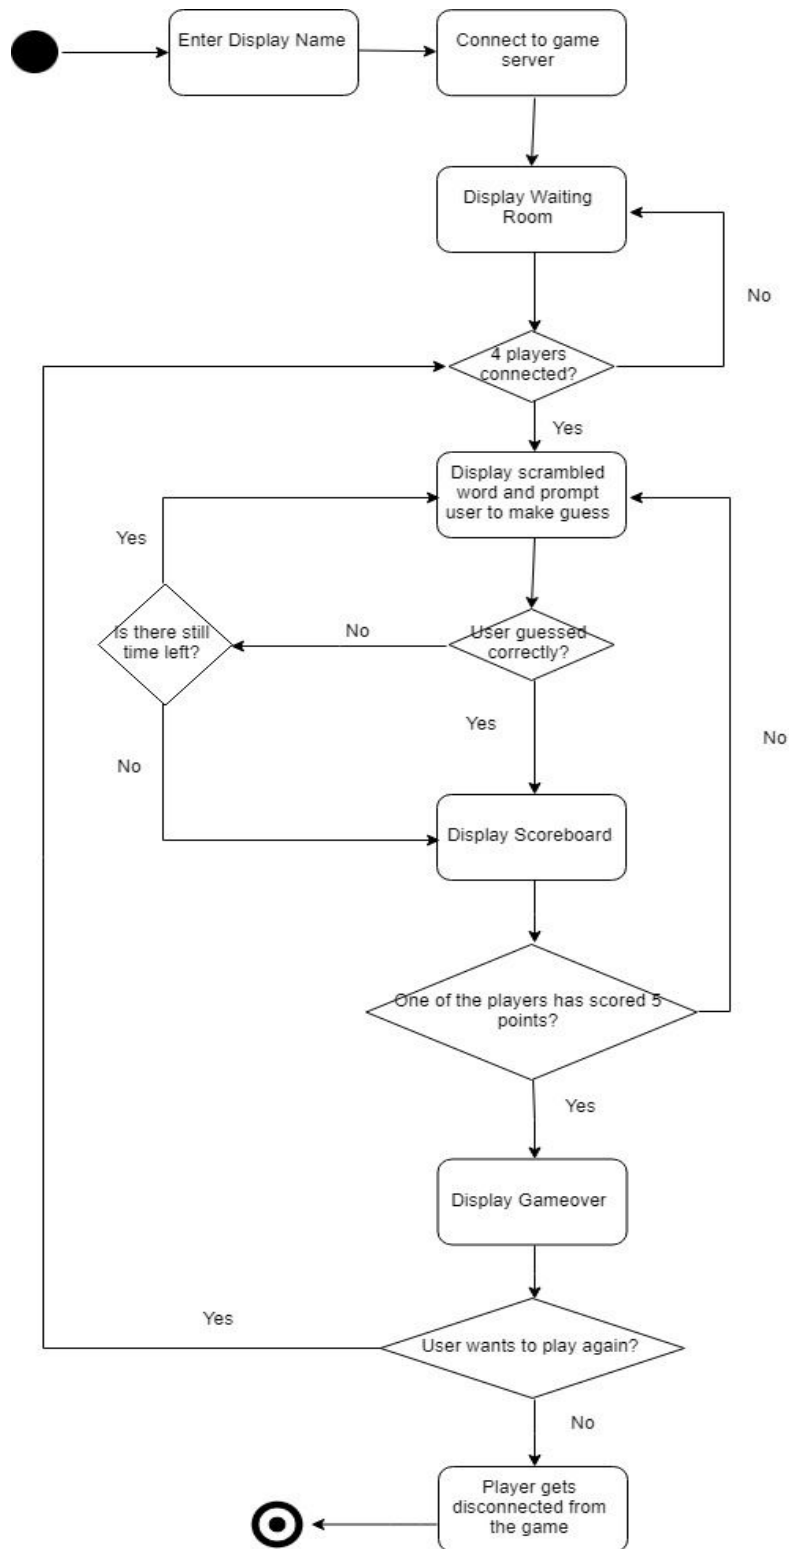 Enter Display Name
Connect to game
server
Display Waiting
Room
No
4 players
connected?
Yes
Display scrambled
word and prompt
user to make guess
Yes
Is there still
time left?
No
User guessed
correctly?
Yes
No
No
Display Scoreboard
One of the players has scored 5
points?
Yes
Display Gameover
Yes
User wants to play again?
No
Player gets
disconnected from
the game